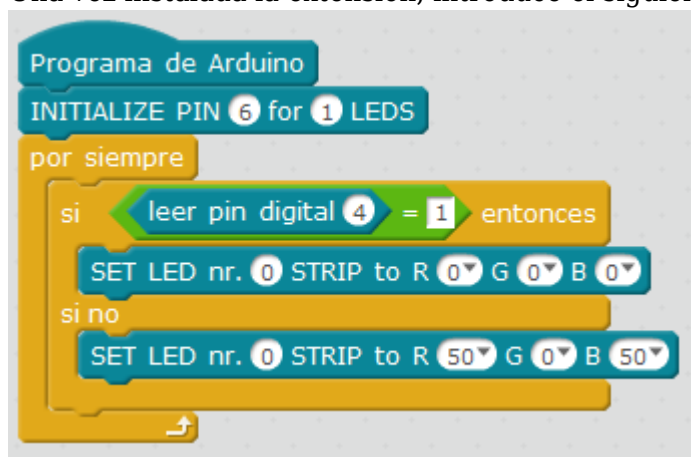 Una vez instalada la extensión, introduce el siguien
Programa de Arduino
INITIALIZE PIN 6 for 1 LEDS
por siempre
si leer pin digital 4 = 1 entonces
SET LED nr. 0 STRIP to R 0 G 0 B 0
si no
SET LED nr. 0 STRIP to R 50 G 0 B 50